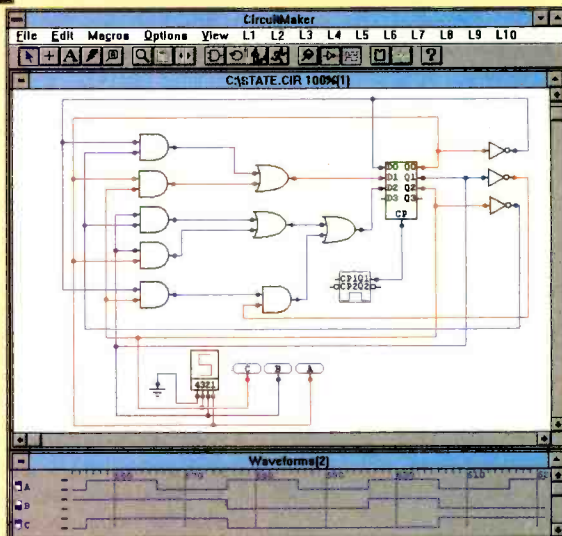 CircuitMaker
File Edit Macros Options View L1 L2 L3 L4 L5 L6 L7 L8 L9 L10
A
?
C:\STATE.CIR 100%(1)
D0 Q0
D1 Q1
D2 Q2
D3 Q3
CP
CP1Q1
CP2Q2
4321
C B A
Waveforms(2)
A
B
C